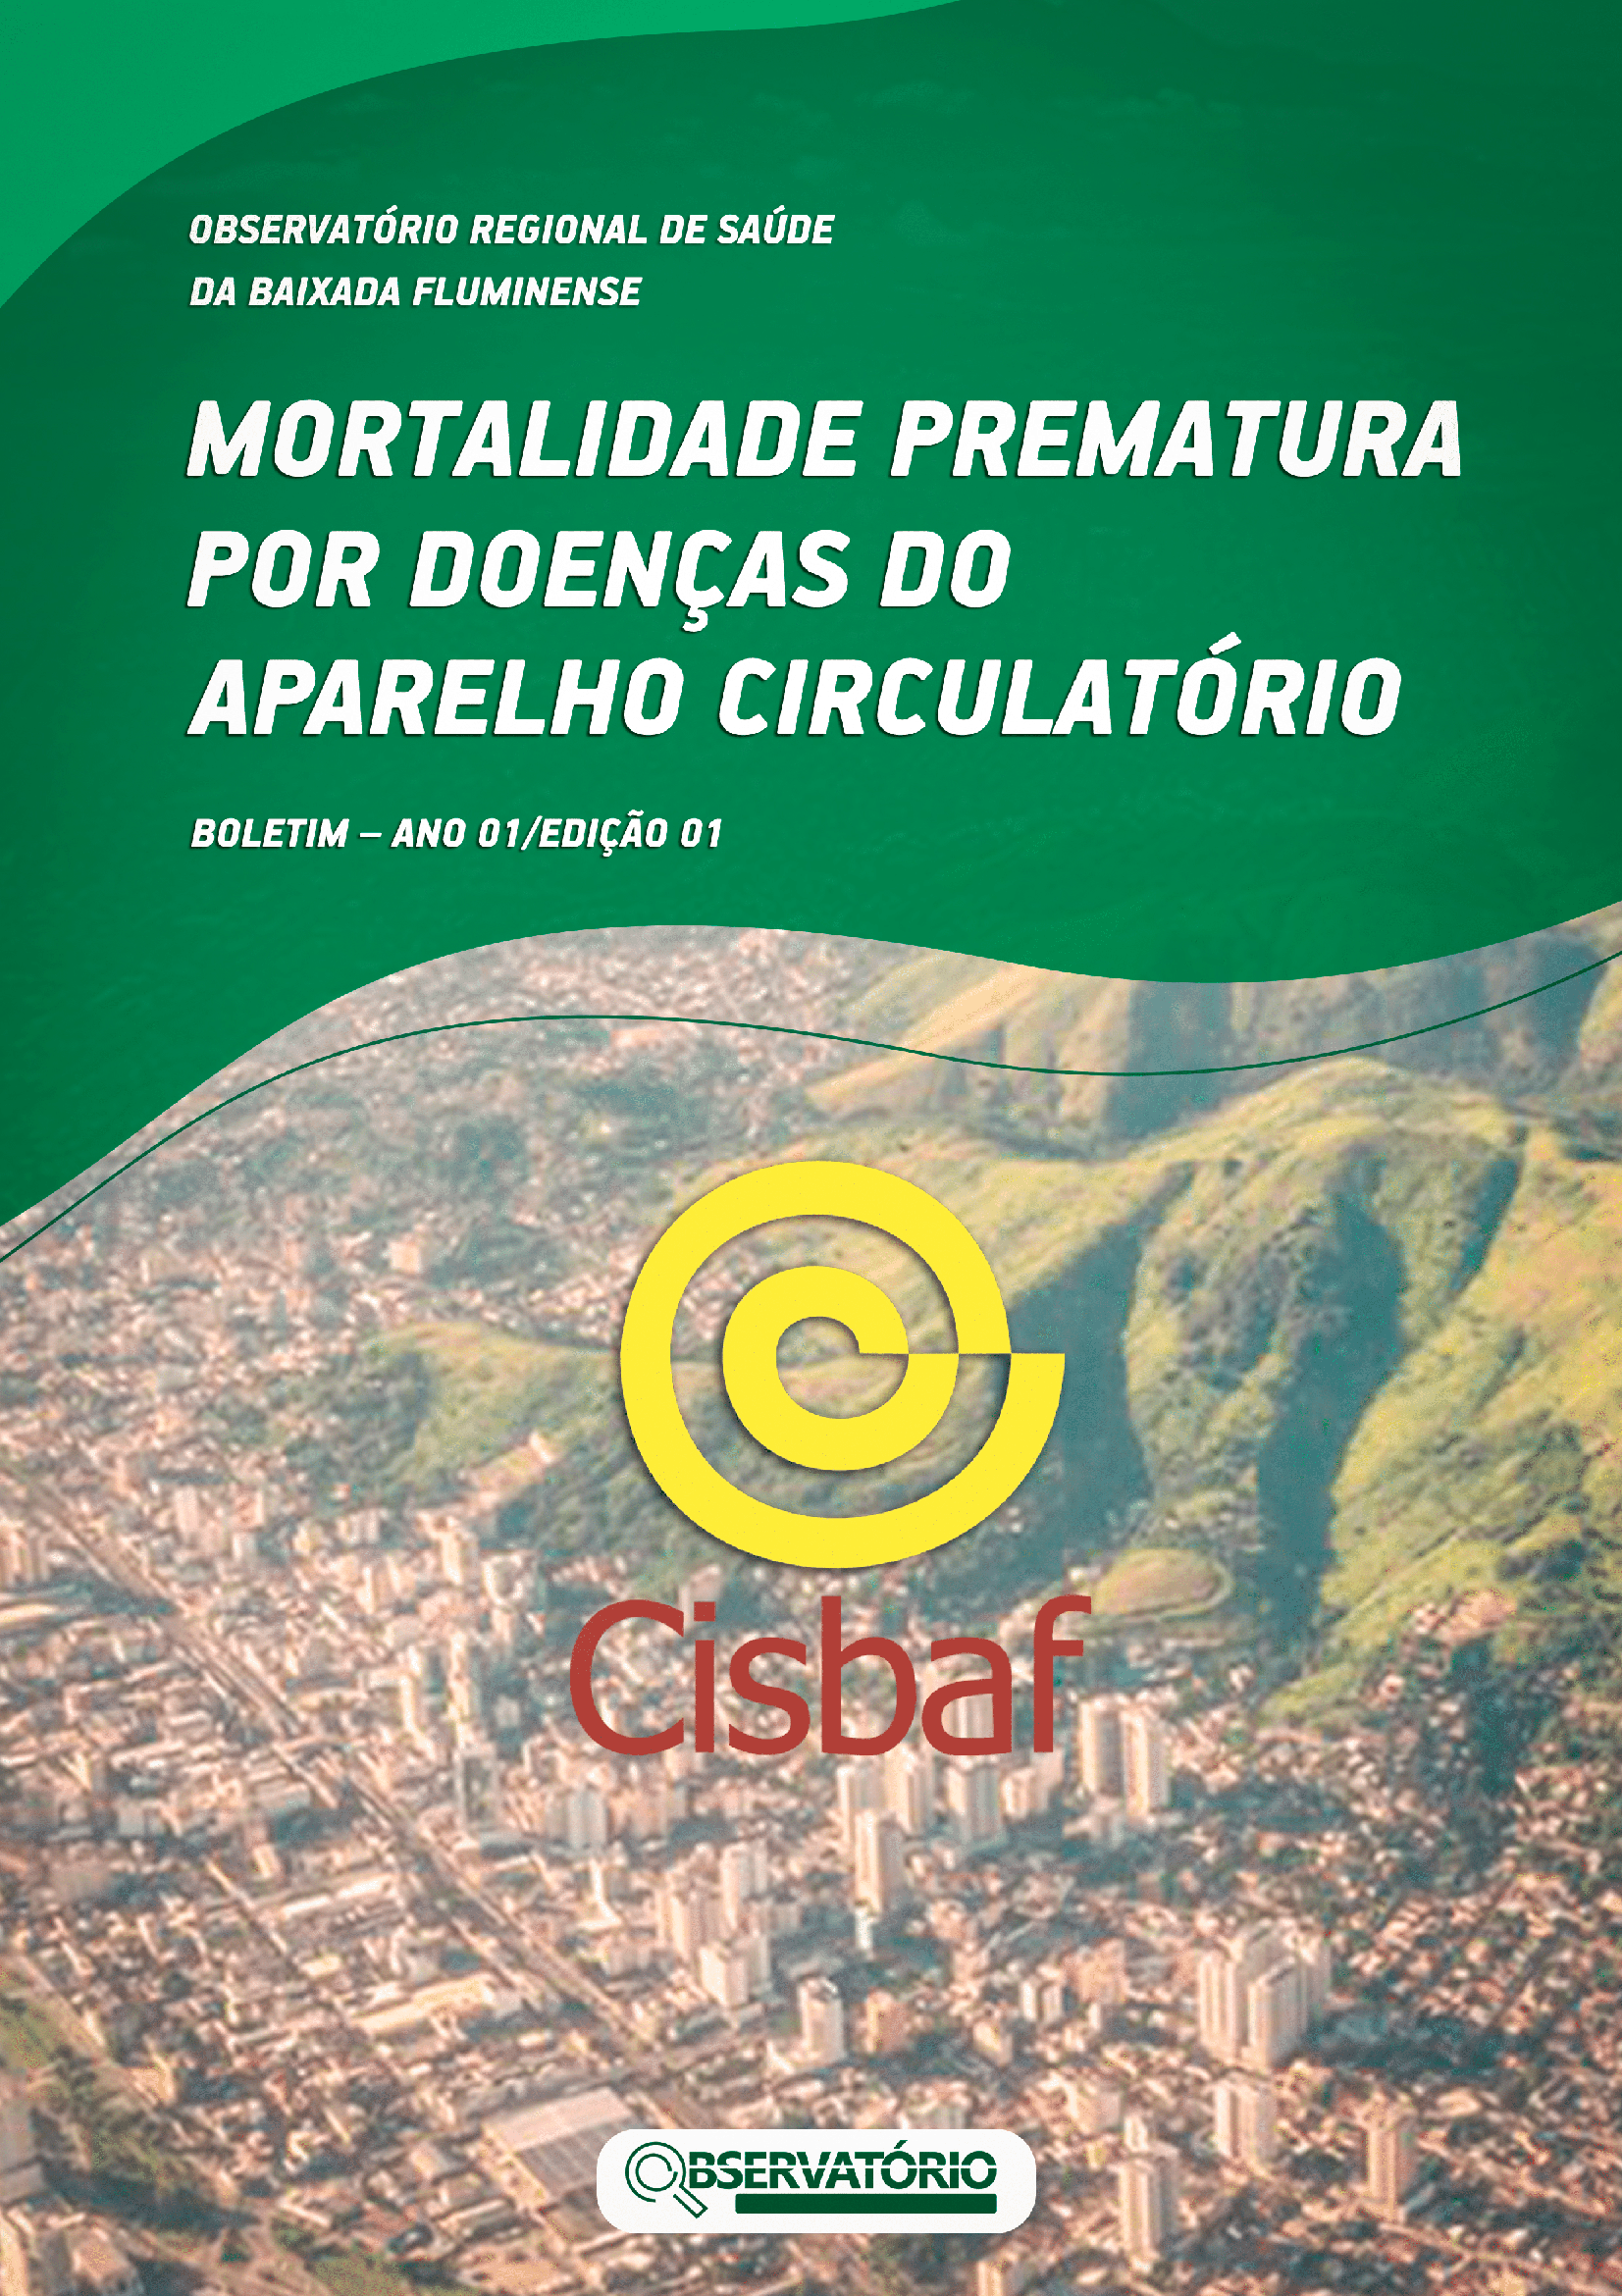 OBSERVATÓRIO REGIONAL DE SAÚDE
DA BAIXADA FLUMINENSE
MORTALIDADE PREMATURA
POR DOENÇAS DO
APARELHO CIRCULATÓRIO
BOLETIM – ANO 01/EDIÇÃO 01
Cisbaf
OBSERVATÓRIO